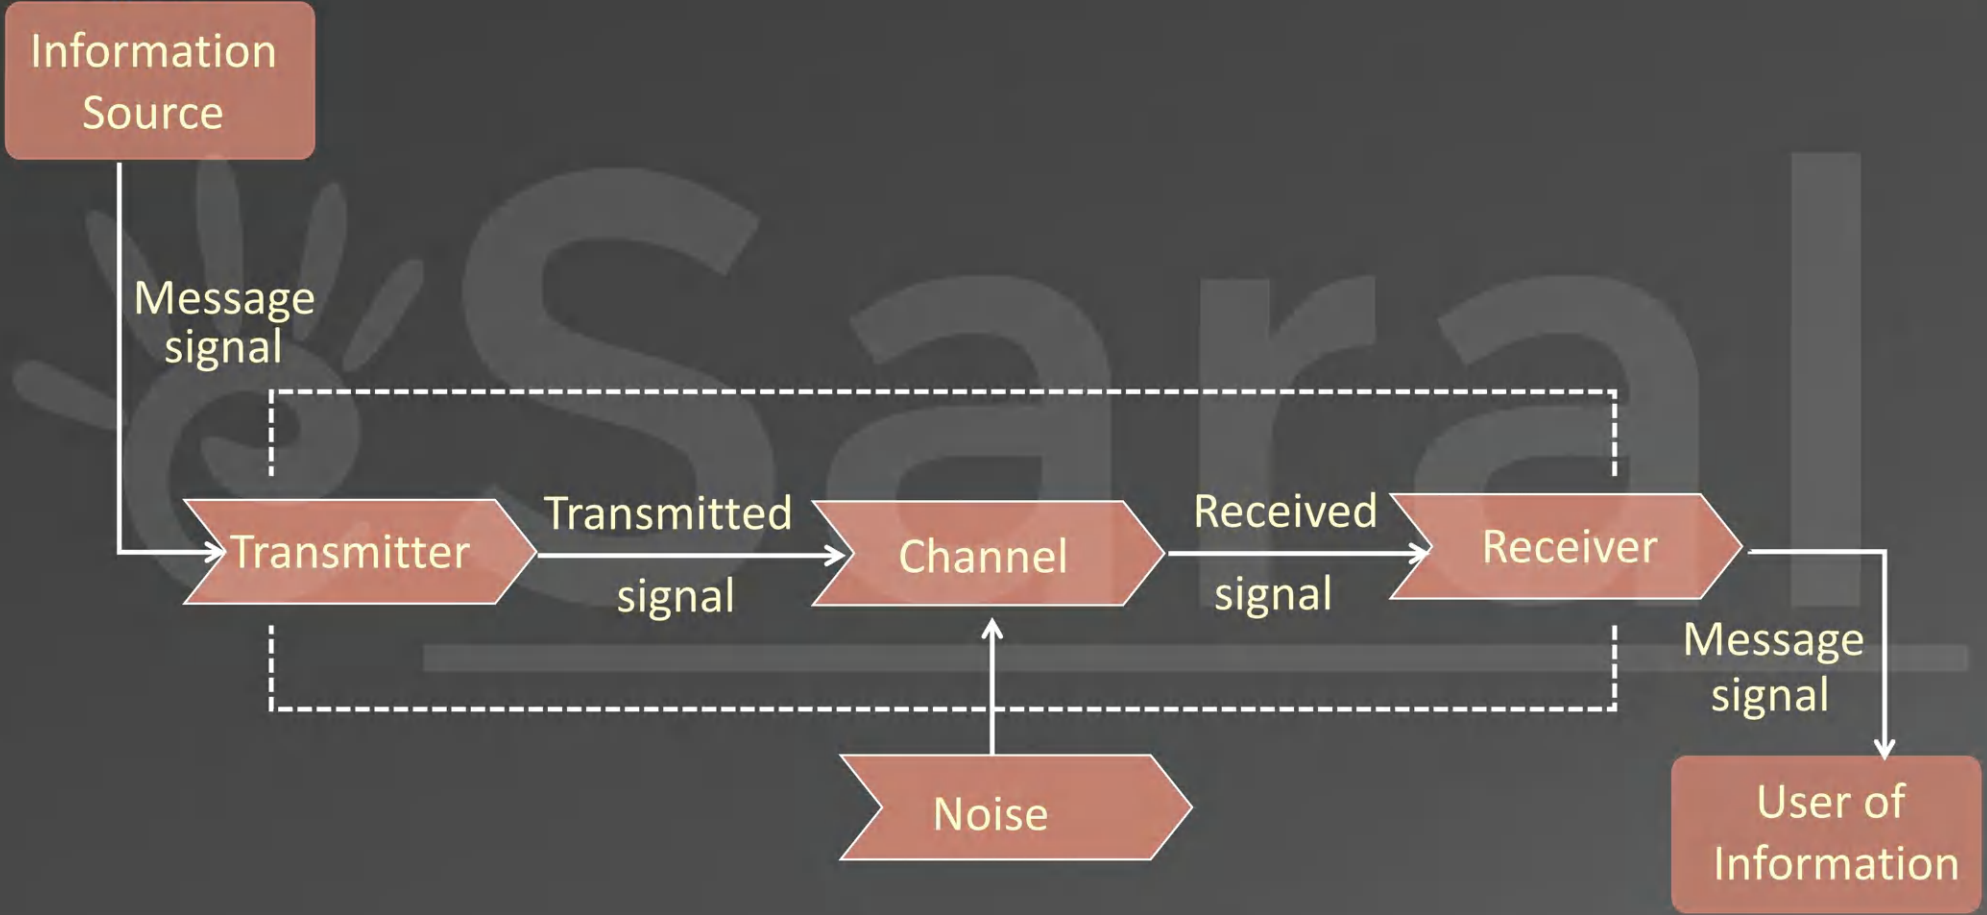 Information
Source
Message
signal
Transmitter
Transmitted
signal
Channel
Received
signal
Receiver
Message
signal
Noise
User of
Information
Saral